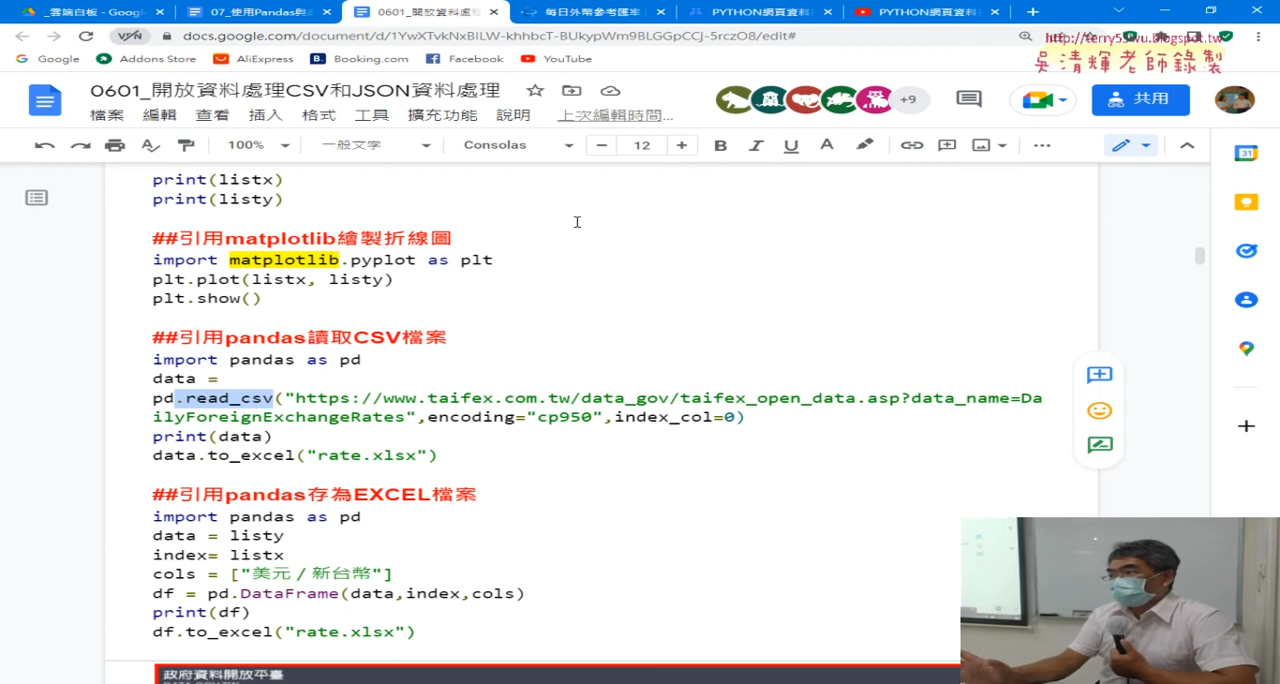 _雲端白板 - Googl
07_使用Pandas與
0601_開放資料處
每日外幣參考匯率
PYTHON網頁資料
PYTHON網頁資料
VPN
docs.google.com/document/d/1YwXTvkNxBILW-khhbcT-BUkypWm9BLGGpCCj-5rczO8/edit#
http://terry55wu.blogspot.tw
吳清輝老師錄製
Google
Addons Store
AliExpress
Booking.com
Facebook
YouTube
0601_開放資料處理CSV和JSON資料處理
+9
共用
檔案 編輯 查看 插入 格式 工具 擴充功能 說明 上次編輯時間...
100% 一般文字 Consolas − 12 + B I U A
31
print(listx)
print(listy)
##引用matplotlib繪製折線圖
import matplotlib.pyplot as plt
plt.plot(listx, listy)
plt.show()
##引用pandas讀取CSV檔案
import pandas as pd
data =
pd.read_csv("https://www.taifex.com.tw/data_gov/taifex_open_data.asp?data_name=Da
ilyForeignExchangeRates",encoding="cp950",index_col=0)
print(data)
data.to_excel("rate.xlsx")
##引用pandas存為EXCEL檔案
import pandas as pd
data = listy
index= listx
cols = ["美元／新台幣"]
df = pd.DataFrame(data,index,cols)
print(df)
df.to_excel("rate.xlsx")
政府資料開放平臺